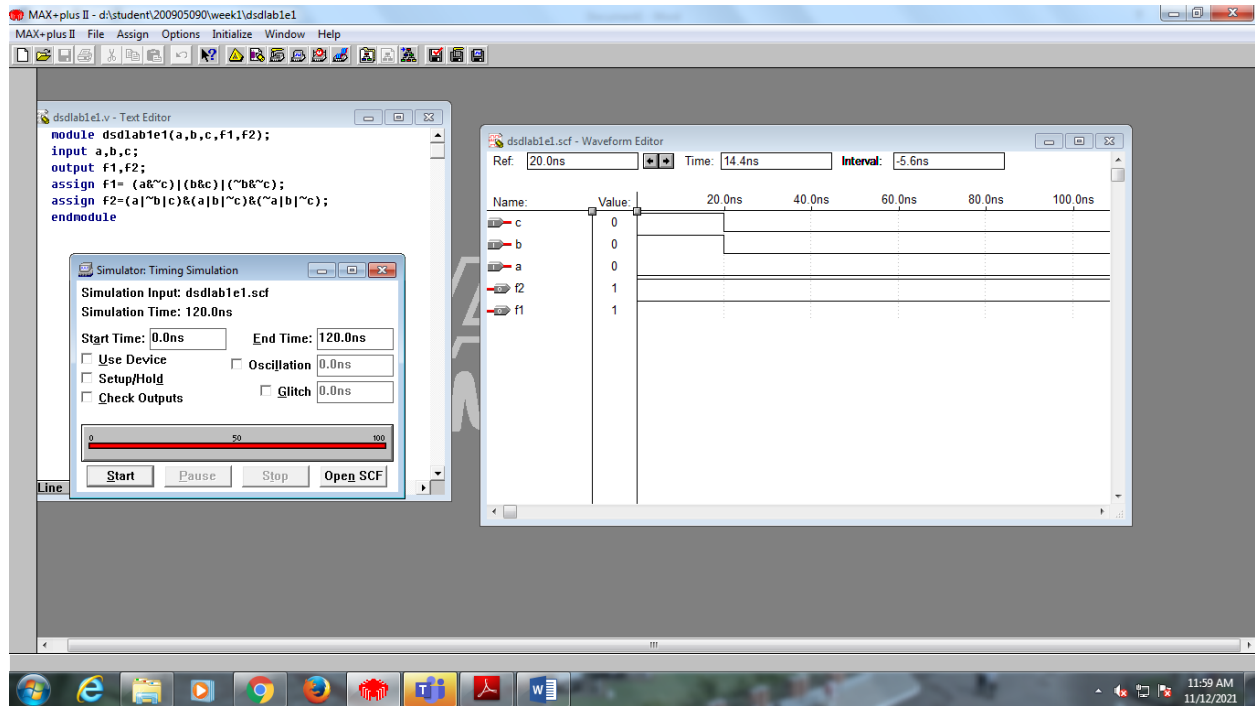 MAX+plus II - d:\student\200905090\week1\dsdlab1e1
MAX+plus II File Assign Options Initialize Window Help
dsdlab1e1.v - Text Editor
module dsdlab1e1(a,b,c,f1,f2);
input a,b,c;
output f1,f2;
assign f1= (a&~c)|(b&c)|(~b&~c);
assign f2=(a|~b|c)&(a|b|~c)&(~a|b|~c);
endmodule
Line
Simulator: Timing Simulation
Simulation Input: dsdlab1e1.scf
Simulation Time: 120.0ns
Start Time: 0.0ns End Time: 120.0ns
Use Device
Oscillation 0.0ns
Setup/Hold
Glitch 0.0ns
Check Outputs
0 50 100
Start Pause Stop Open SCF
dsdlab1e1.scf - Waveform Editor
Ref: 20.0ns Time: 14.4ns Interval: -5.6ns
Name: Value: 20.0ns 40.0ns 60.0ns 80.0ns 100.0ns
c 0
b 0
a 0
f2 1
f1 1
11:59 AM
11/12/2021